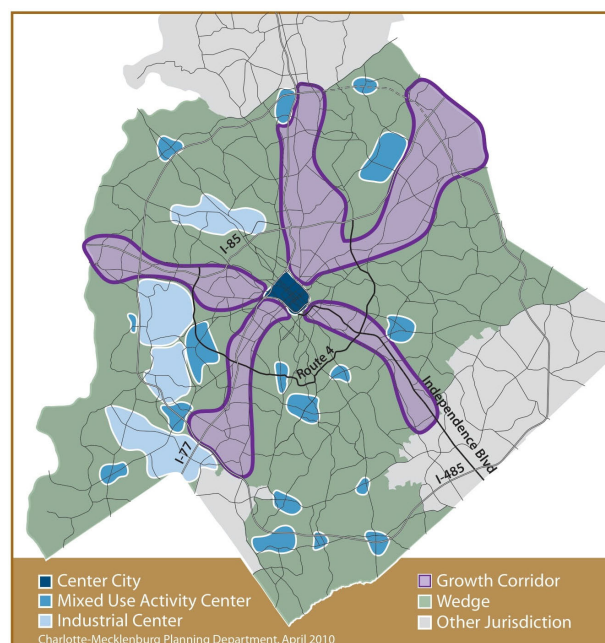 I-85
Route 4
Independence Blvd
I-77
I-485
Center City
Mixed Use Activity Center
Industrial Center
Growth Corridor
Wedge
Other Jurisdiction
Charlotte-Mecklenburg Planning Department, April 2010